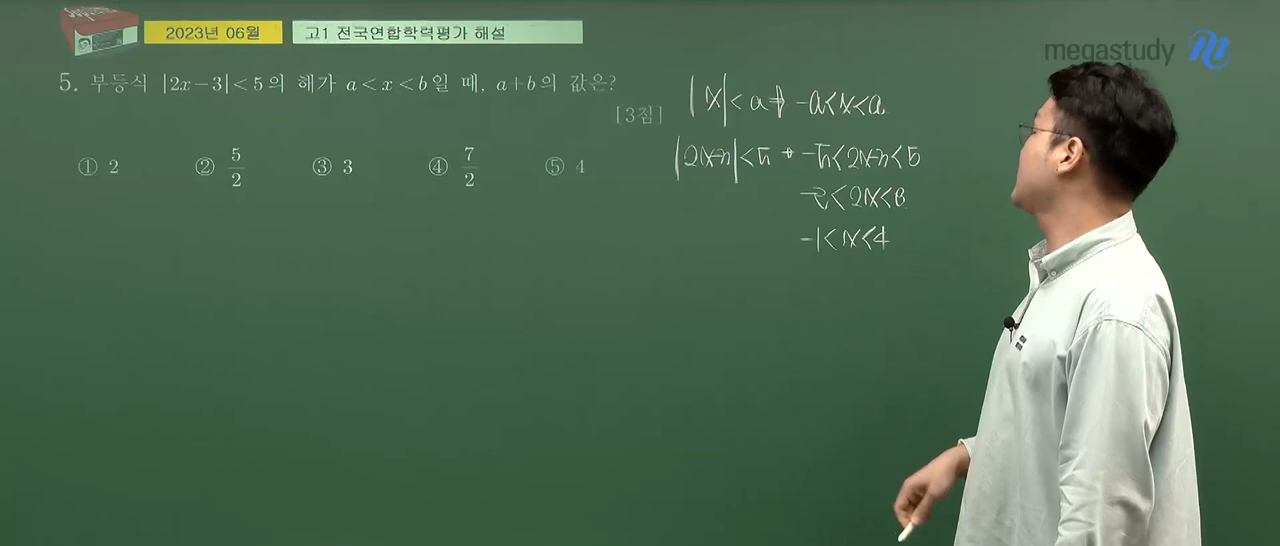 2023년 06월 고1 전국연합학력평가 해설
megastudy
5. 부등식 |2x−3|<5의 해가 a<x<b일 때, a+b의 값은?
[3점]
① 2 ② 5/2 ③ 3 ④ 7/2 ⑤ 4
|x|<a → -a<x<a
|2x-3|<5 → -5<2x-3<5
-2<2x<8
-1<x<4